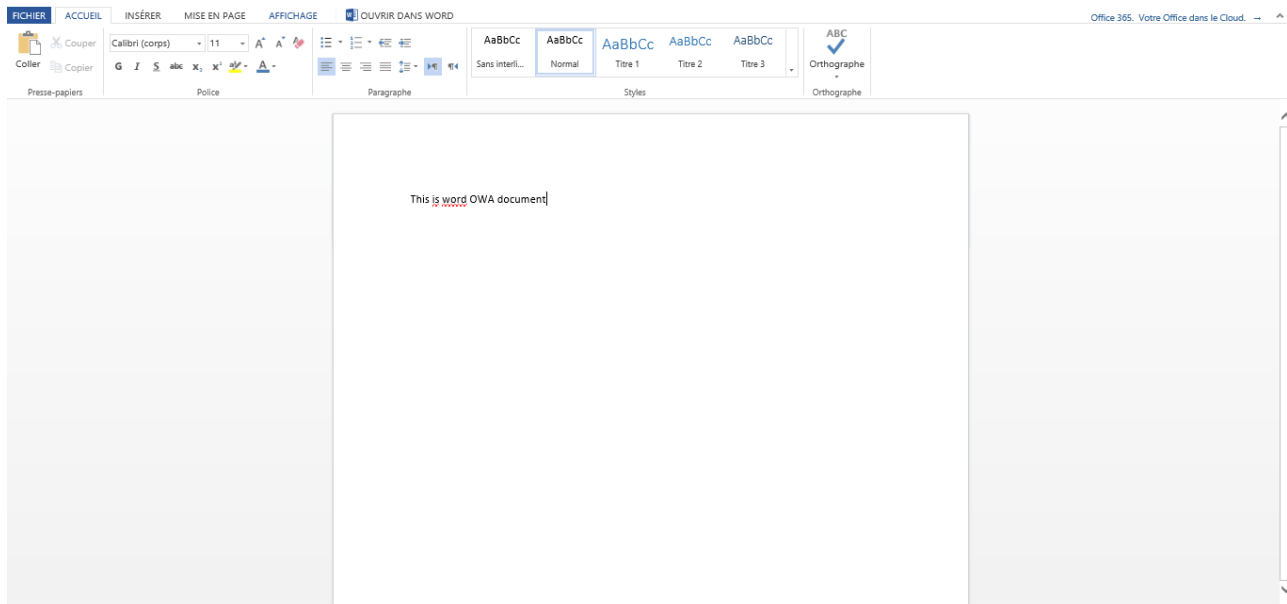 FICHIER ACCUEIL INSÉRER MISE EN PAGE AFFICHAGE OUVRIR DANS WORD Office 365. Votre Office dans le Cloud. →
Coller
Couper
Copier
Presse-papiers
Calibri (corps) 11 A A
G I S abc x₂ x² ab A
Police
Paragraphe
AaBbCc AaBbCc AaBbCc AaBbCc AaBbCc
Sans interli... Normal Titre 1 Titre 2 Titre 3
Styles
ABC
Orthographe
Orthographe
This is word OWA document